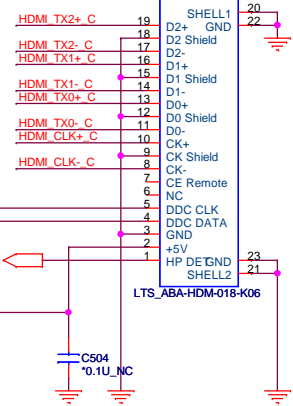 SHELL1 20
HDMI_TX2+_C 19 D2+ GND 22
18 D2 Shield
HDMI_TX2-_C 17 D2-
HDMI_TX1+_C 16 D1+
15 D1 Shield
HDMI_TX1-_C 14 D1-
HDMI_TX0+_C 13 D0+
12 D0 Shield
HDMI_TX0-_C 11 D0-
HDMI_CLK+_C 10 CK+
9 CK Shield
HDMI_CLK-_C 8 CK-
7 CE Remote
6 NC
5 DDC CLK
4 DDC DATA
3 GND
2 +5V
1 HP DET GND 23
SHELL2 21
LTS_ABA-HDM-018-K06
C504
*0.1U_NC